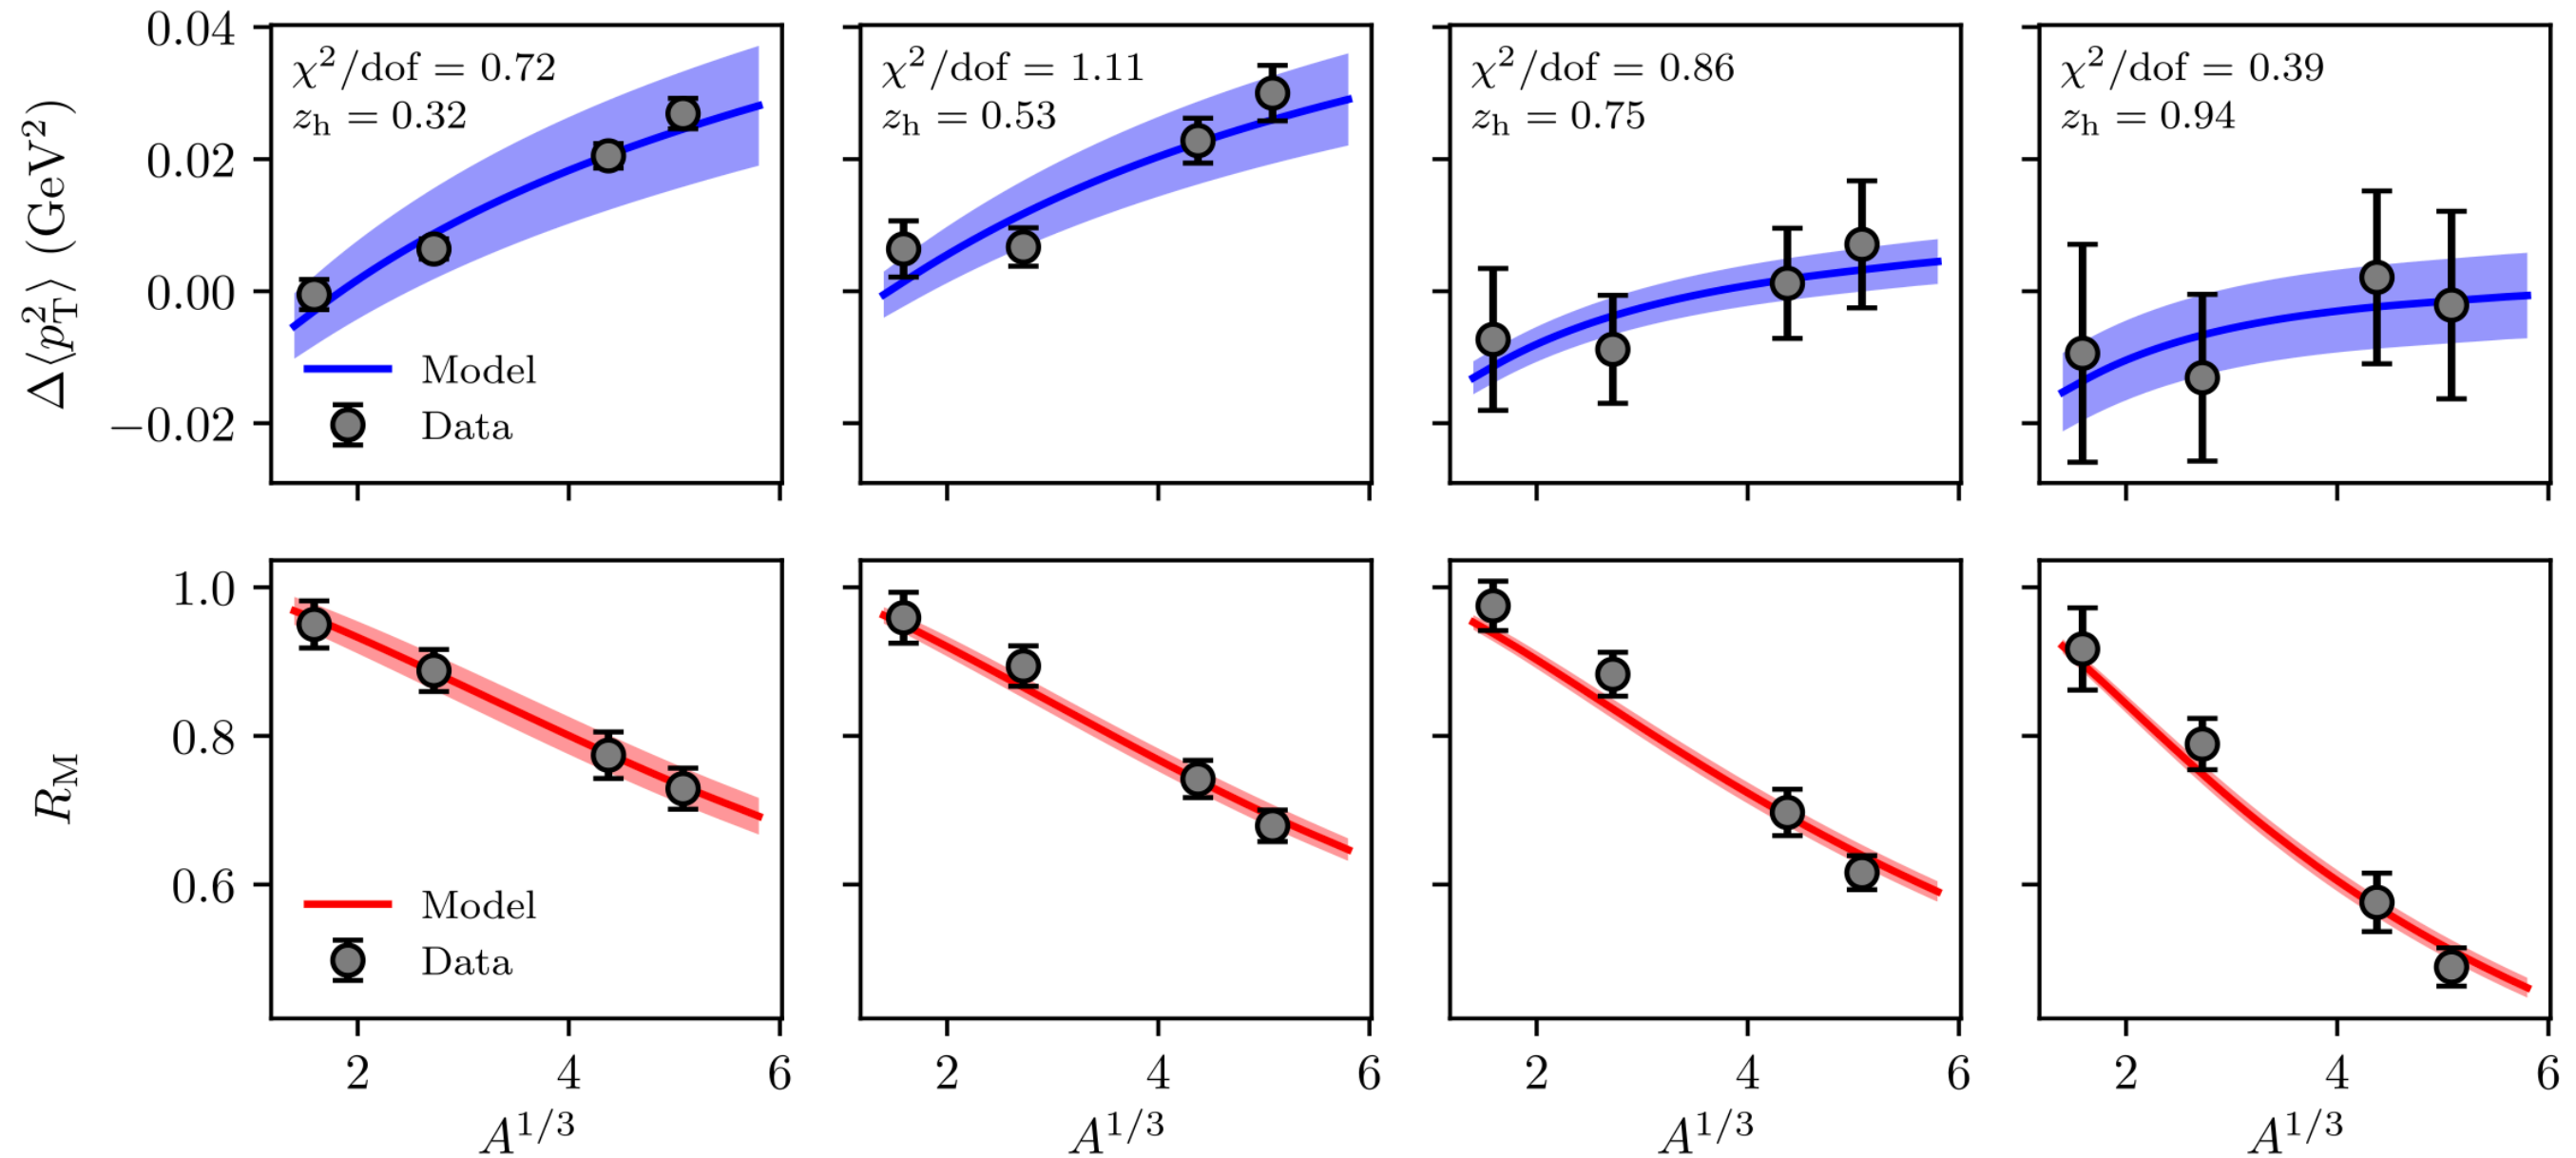 Δ⟨p²_T⟩ (GeV²)
0.04
0.02
0.00
−0.02
χ²/dof = 0.72
z_h = 0.32
Model
Data
χ²/dof = 1.11
z_h = 0.53
χ²/dof = 0.86
z_h = 0.75
χ²/dof = 0.39
z_h = 0.94
R_M
1.0
0.8
0.6
Model
Data
2 4 6
2 4 6
2 4 6
2 4 6
A^{1/3}
A^{1/3}
A^{1/3}
A^{1/3}